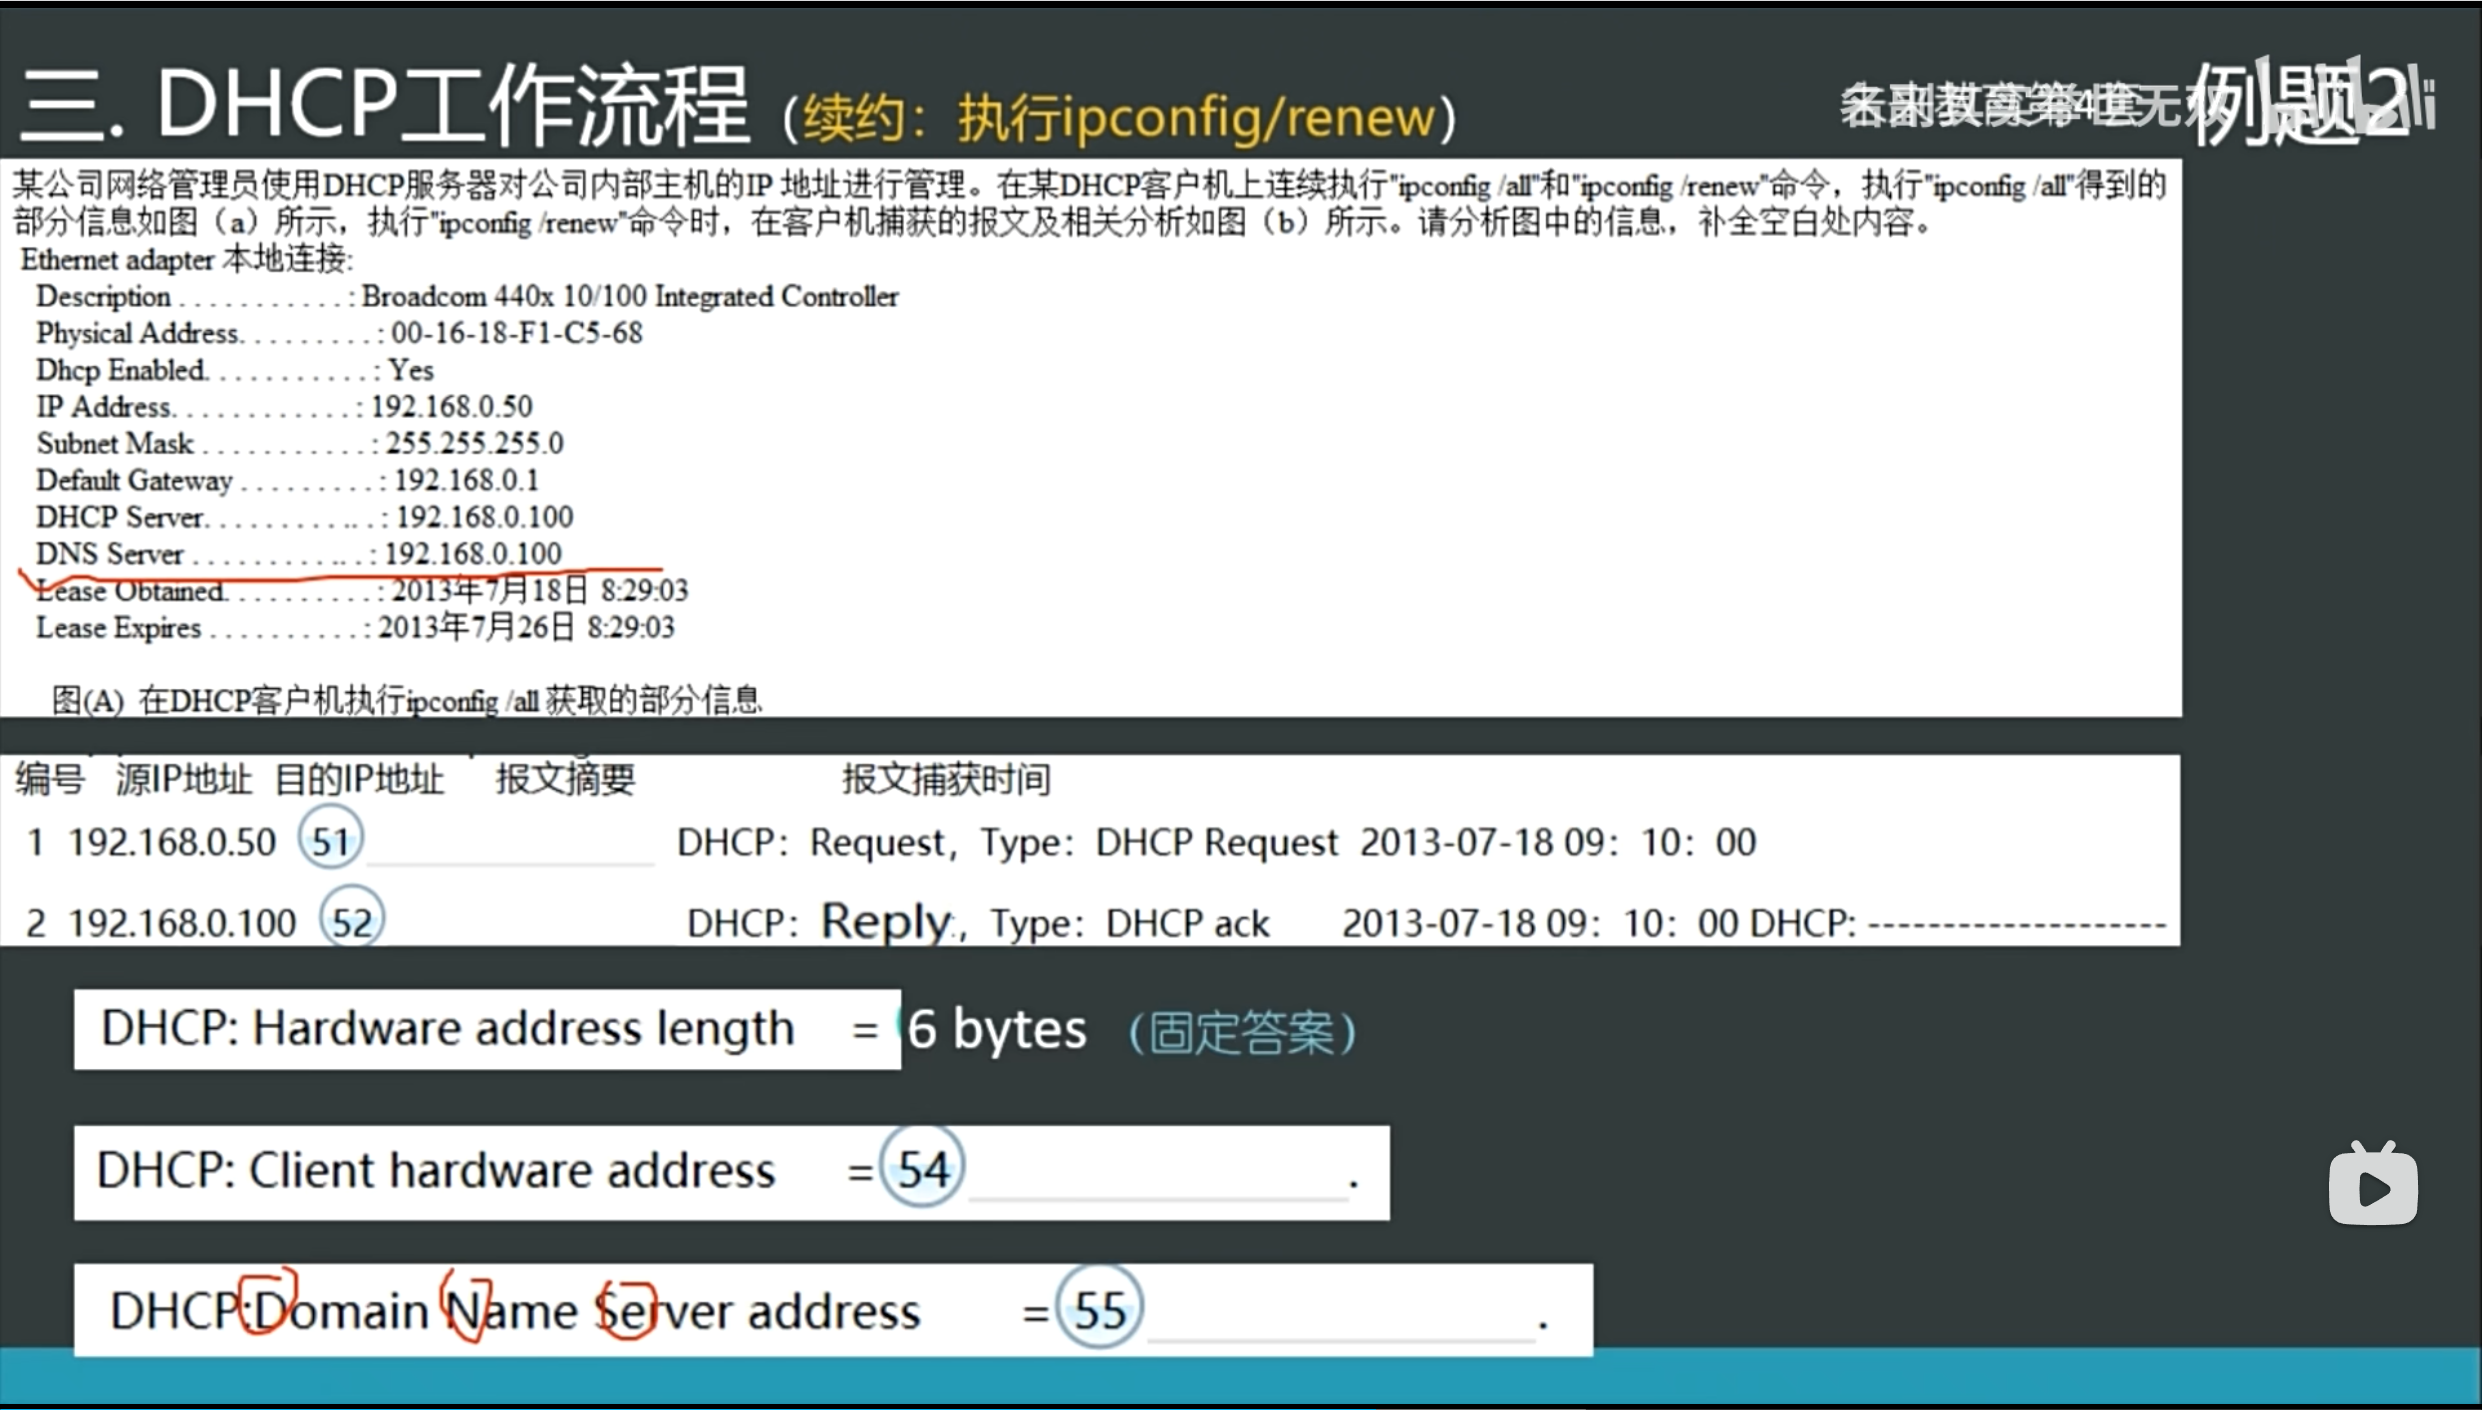 三. DHCP工作流程 (续约：执行ipconfig/renew)
例题2
某公司网络管理员使用DHCP服务器对公司内部主机的IP 地址进行管理。在某DHCP客户机上连续执行"ipconfig /all"和"ipconfig /renew"命令，执行"ipconfig /all"得到的
部分信息如图（a）所示，执行"ipconfig /renew"命令时，在客户机捕获的报文及相关分析如图（b）所示。请分析图中的信息，补全空白处内容。
Ethernet adapter 本地连接:
Description . . . . . . . . . . . : Broadcom 440x 10/100 Integrated Controller
Physical Address. . . . . . . . . : 00-16-18-F1-C5-68
Dhcp Enabled. . . . . . . . . . . : Yes
IP Address. . . . . . . . . . . . : 192.168.0.50
Subnet Mask . . . . . . . . . . . : 255.255.255.0
Default Gateway . . . . . . . . . : 192.168.0.1
DHCP Server. . . . . . . . . . .. . : 192.168.0.100
DNS Server . . . . . . . . . .. . . : 192.168.0.100
Lease Obtained. . . . . . . . . . : 2013年7月18日 8:29:03
Lease Expires . . . . . . . . . . : 2013年7月26日 8:29:03
图(A) 在DHCP客户机执行ipconfig /all 获取的部分信息
编号 源IP地址 目的IP地址 报文摘要 报文捕获时间
1 192.168.0.50 51 DHCP：Request，Type：DHCP Request 2013-07-18 09：10：00
2 192.168.0.100 52 DHCP：Reply.，Type：DHCP ack 2013-07-18 09：10：00 DHCP: --------------------
DHCP: Hardware address length = 6 bytes （固定答案）
DHCP: Client hardware address =54 .
DHCP:Domain Name Server address =55 .